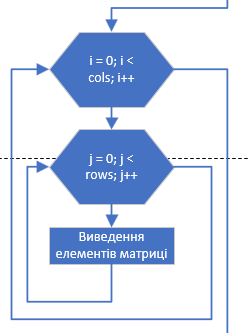 i = 0; i <
cols; i++
j = 0; j <
rows; j++
Виведення
елементів матриці